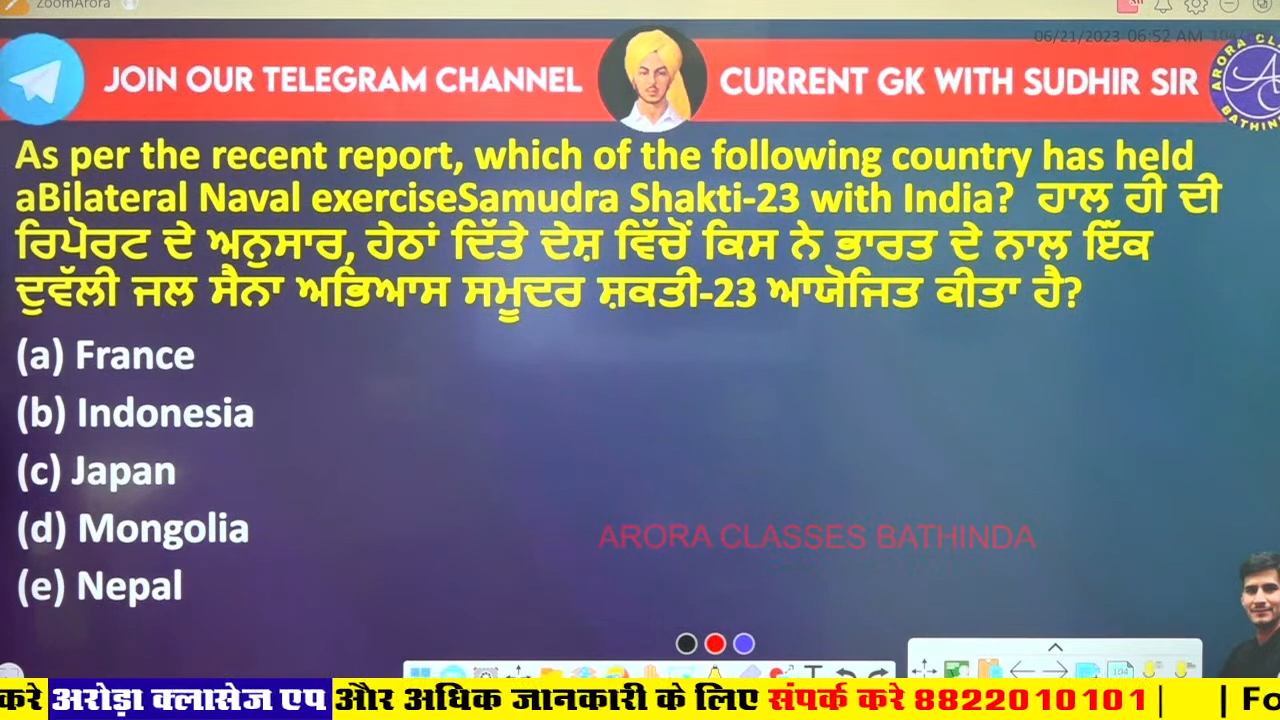 ZoomArora
06/21/2023 06:52 AM
JOIN OUR TELEGRAM CHANNEL
CURRENT GK WITH SUDHIR SIR
As per the recent report, which of the following country has held
aBilateral Naval exerciseSamudra Shakti-23 with India? ਹਾਲ ਹੀ ਦੀ
ਰਿਪੋਰਟ ਦੇ ਅਨੁਸਾਰ, ਹੇਠਾਂ ਦਿੱਤੇ ਦੇਸ਼ ਵਿੱਚੋਂ ਕਿਸ ਨੇ ਭਾਰਤ ਦੇ ਨਾਲ ਇੱਕ
ਦੁਵੱਲੀ ਜਲ ਸੈਨਾ ਅਭਿਆਸ ਸਮੂਦਰ ਸ਼ਕਤੀ-23 ਆਯੋਜਿਤ ਕੀਤਾ ਹੈ?
(a) France
(b) Indonesia
(c) Japan
(d) Mongolia
(e) Nepal
ARORA CLASSES BATHINDA
करे अरोड़ा क्लासेज एप और अधिक जानकारी के लिए संपर्क करे 8822010101 | | Fo